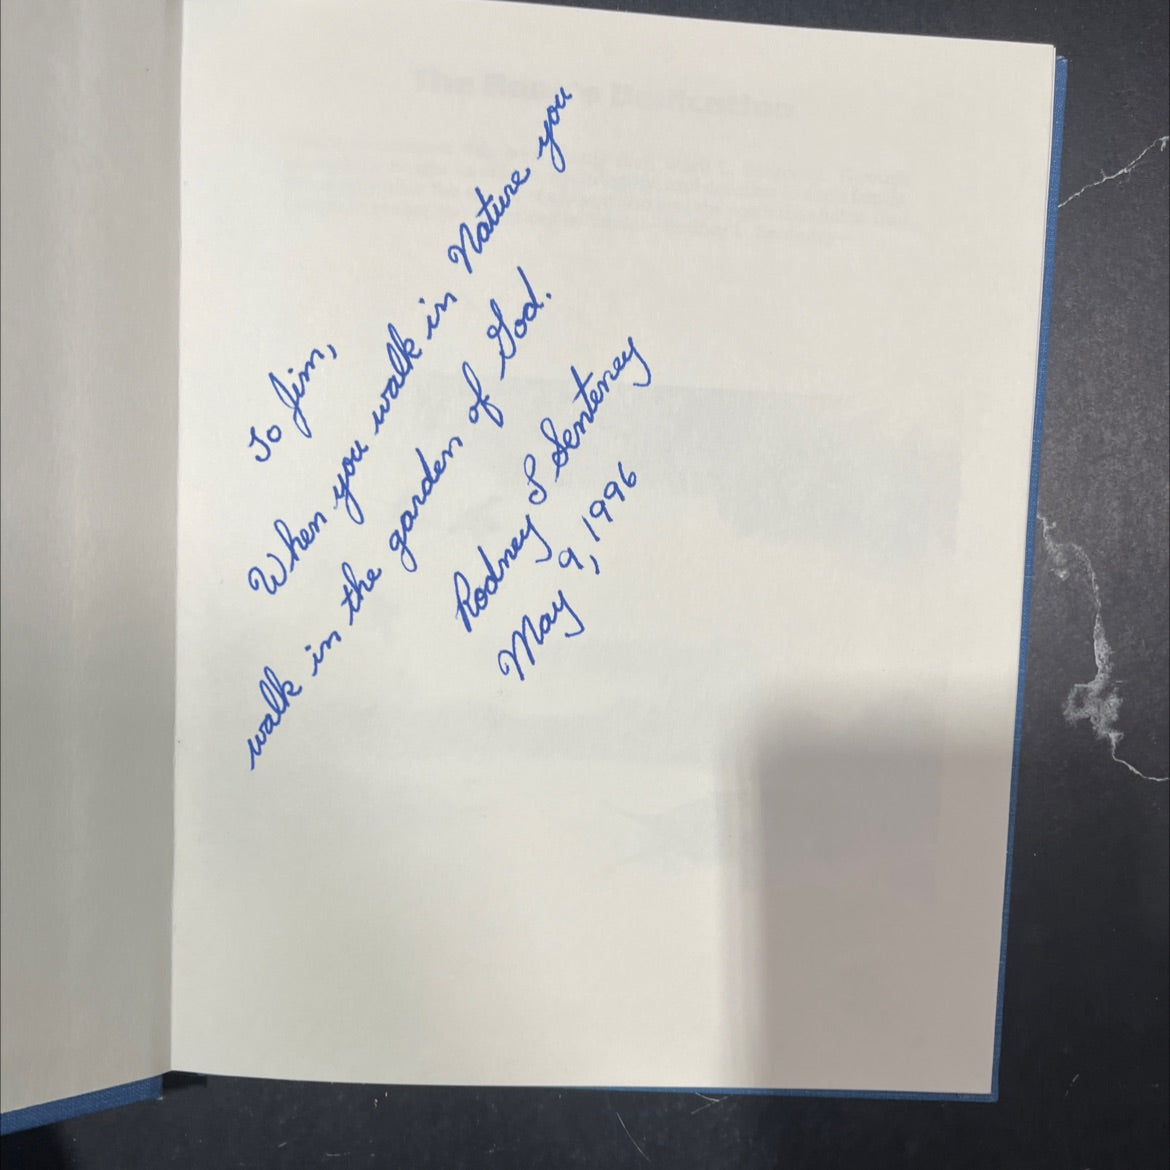 To Jim,
When you walk in Nature you
walk in the garden of God.
Rodney S Senteney
May 9, 1996